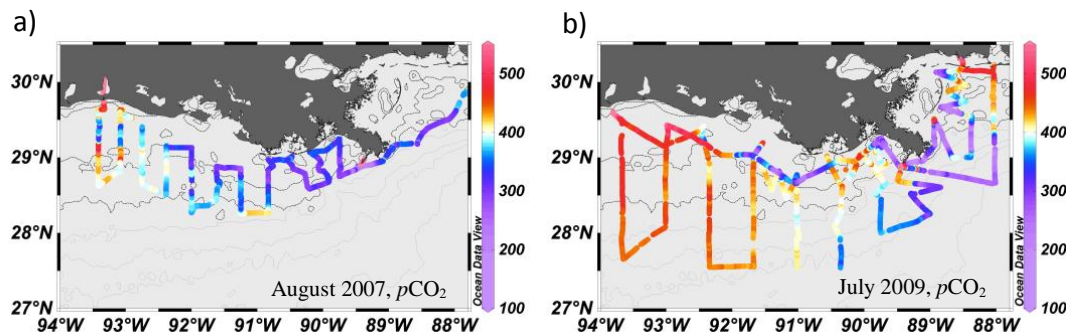 a)
30°N
29°N
28°N
27°N
94°W 93°W 92°W 91°W 90°W 89°W 88°W
500
400
300
200
100
Ocean Data View
August 2007, pCO₂
b)
30°N
29°N
28°N
27°N
94°W 93°W 92°W 91°W 90°W 89°W 88°W
500
400
300
200
100
Ocean Data View
July 2009, pCO₂